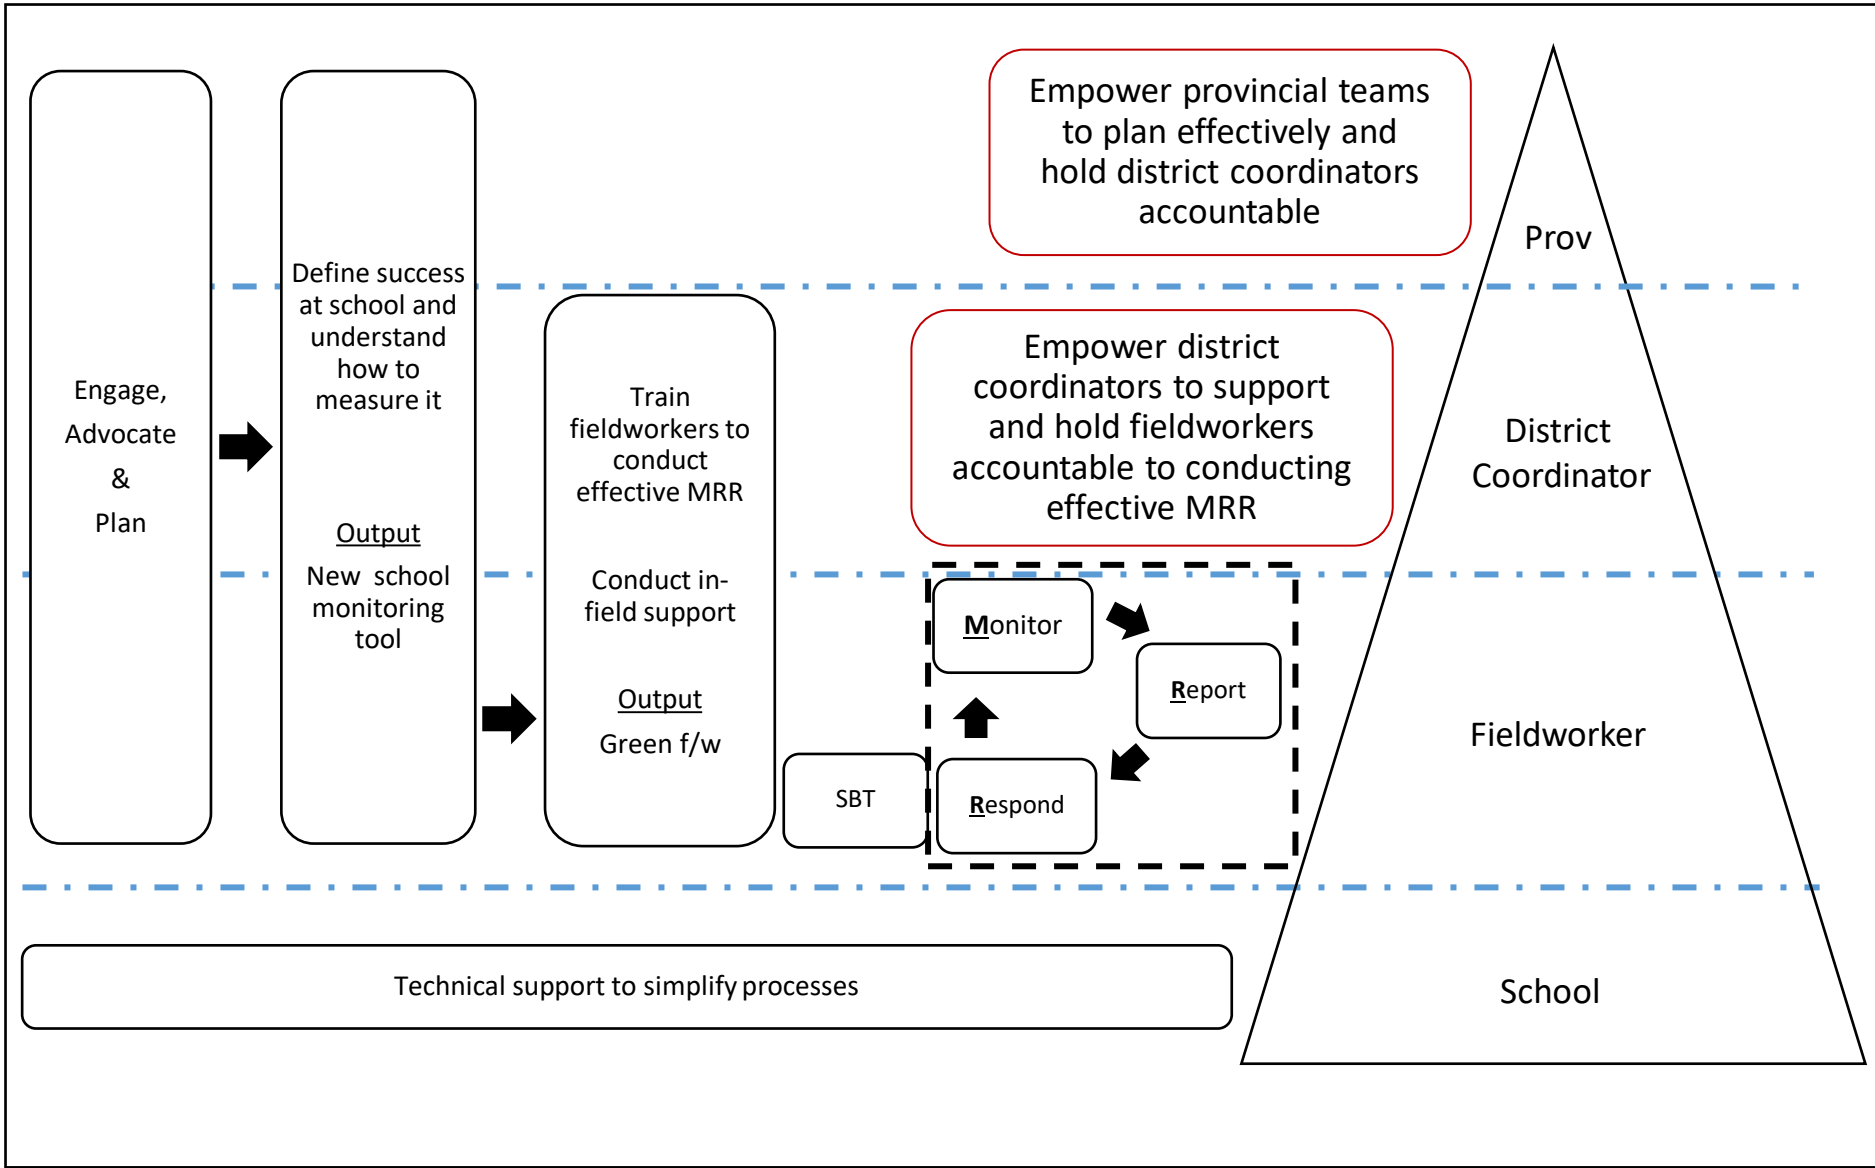 Engage,
Advocate
&
Plan
Define success
at school and
understand
how to
measure it
Output
New school
monitoring
tool
Train
fieldworkers to
conduct
effective MRR
Conduct in-
field support
Output
Green f/w
SBT
Empower provincial teams
to plan effectively and
hold district coordinators
accountable
Empower district
coordinators to support
and hold fieldworkers
accountable to conducting
effective MRR
Monitor
Report
Respond
Prov
District
Coordinator
Fieldworker
School
Technical support to simplify processes